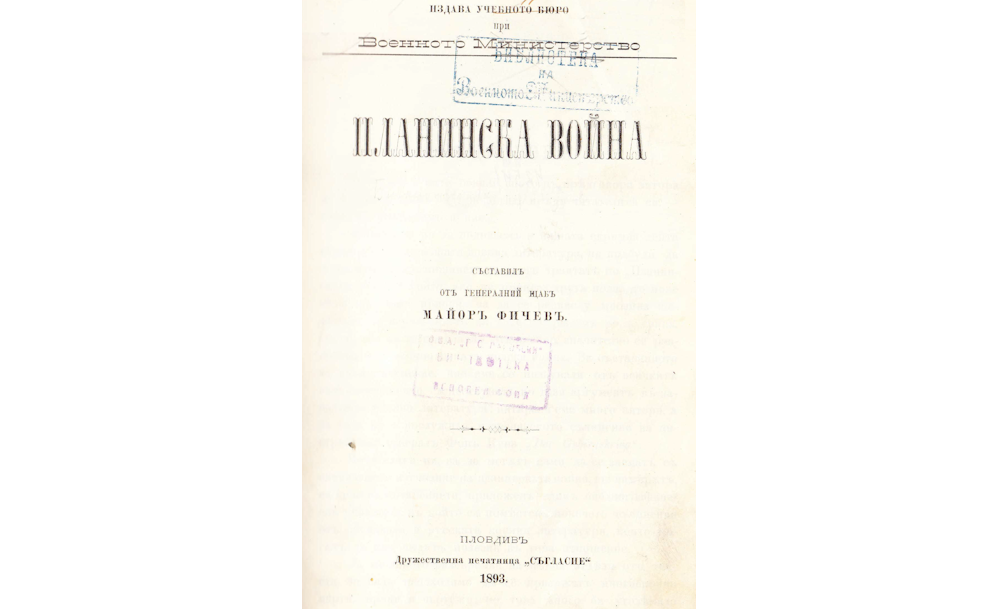 ИЗДАВА УЧЕБНОТО БЮРО
при
Военното Министерство
БИБЛИОТЕКА
НА
Военното Министерство
ПЛАНИНСКА ВОЙНА
СЪСТАВИЛЪ
ОТЪ ГЕНЕРАЛНИЙ ЩАБЪ
МАЙОРЪ ФИЧЕВЪ.
БИБЛИОТЕКА
ПЛОВДИВЪ
Дружественна печатница „СЪГЛАСИЕ“
1893.